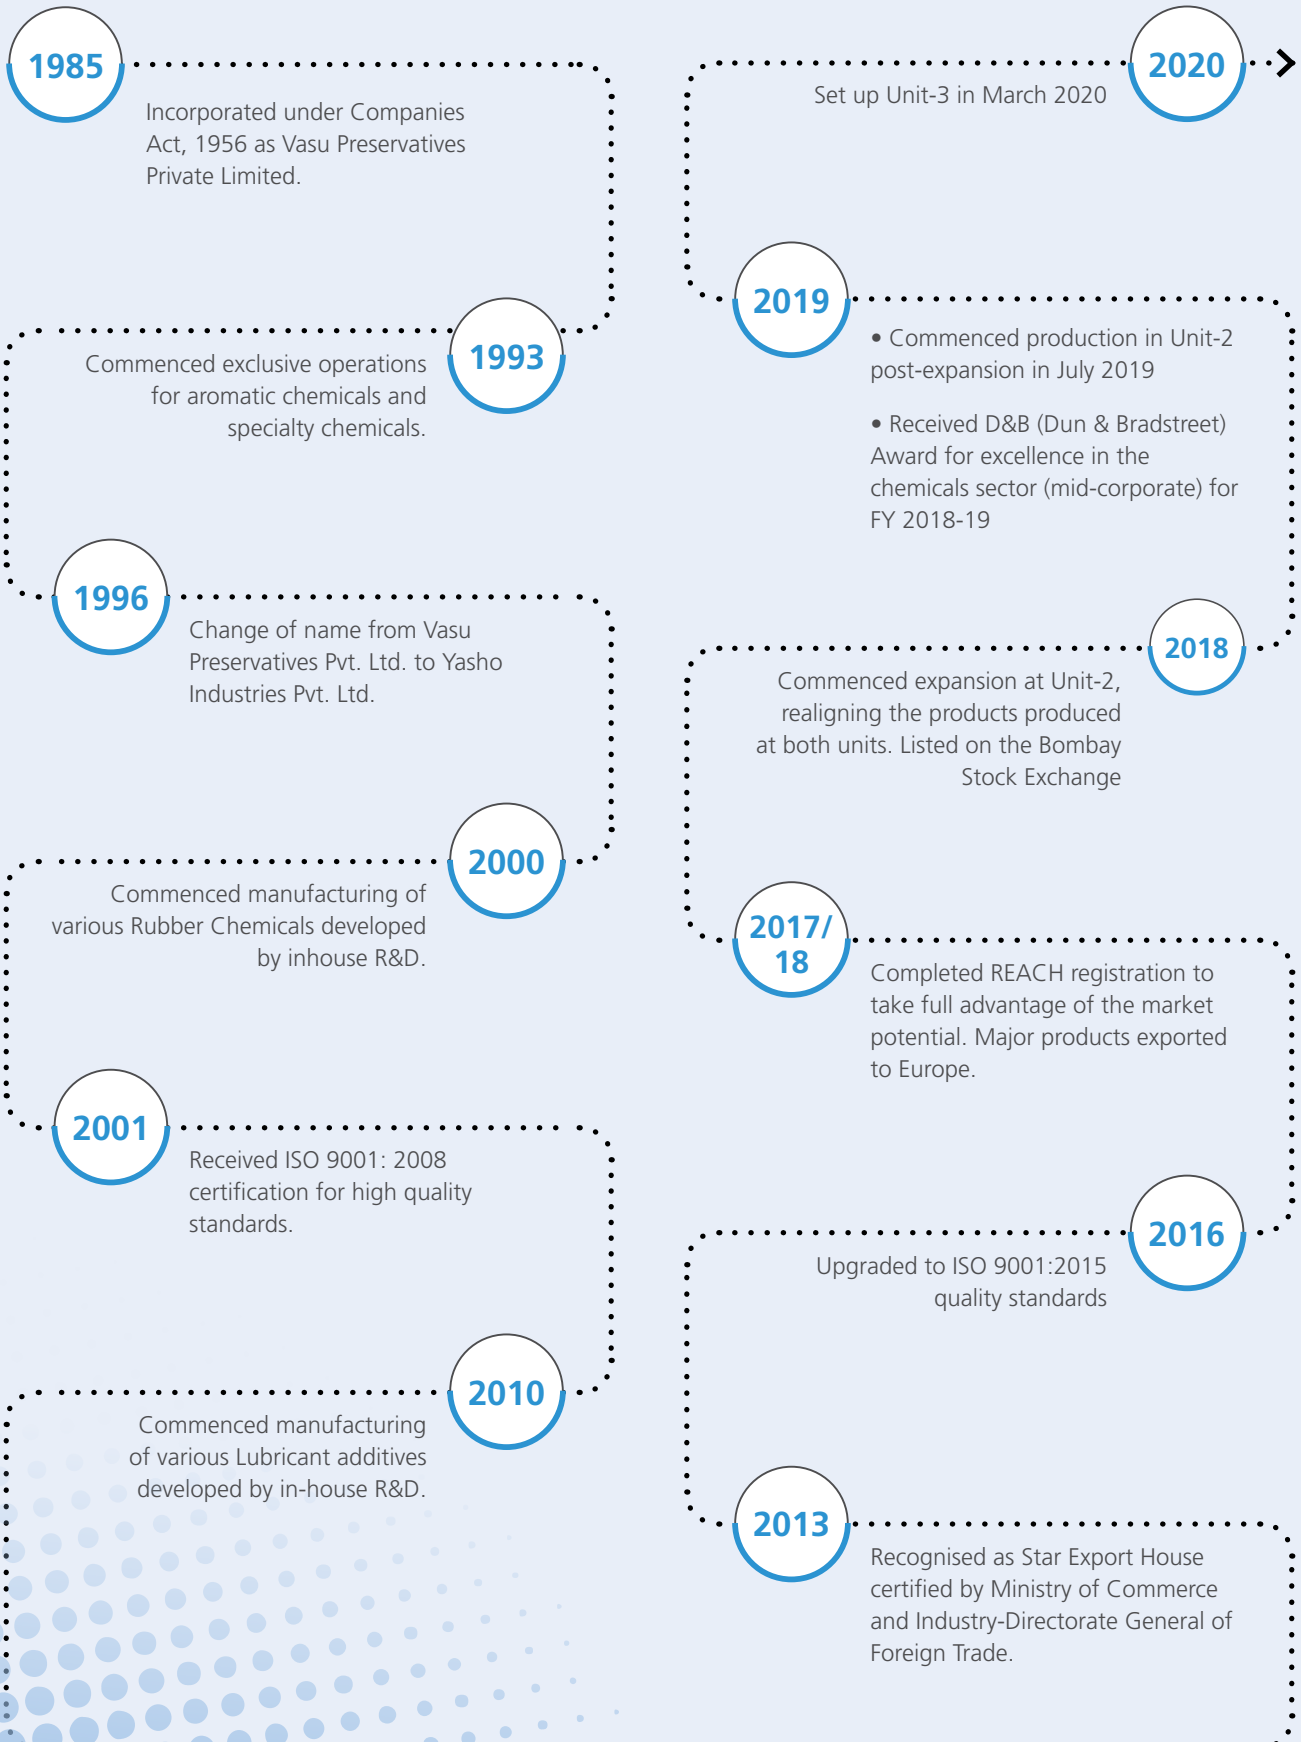 1985
Incorporated under Companies
Act, 1956 as Vasu Preservatives
Private Limited.
1993
Commenced exclusive operations
for aromatic chemicals and
specialty chemicals.
1996
Change of name from Vasu
Preservatives Pvt. Ltd. to Yasho
Industries Pvt. Ltd.
2000
Commenced manufacturing of
various Rubber Chemicals developed
by inhouse R&D.
2001
Received ISO 9001: 2008
certification for high quality
standards.
2010
Commenced manufacturing
of various Lubricant additives
developed by in-house R&D.
2020
Set up Unit-3 in March 2020
2019
• Commenced production in Unit-2
post-expansion in July 2019
• Received D&B (Dun & Bradstreet)
Award for excellence in the
chemicals sector (mid-corporate) for
FY 2018-19
2018
Commenced expansion at Unit-2,
realigning the products produced
at both units. Listed on the Bombay
Stock Exchange
2017/
18
Completed REACH registration to
take full advantage of the market
potential. Major products exported
to Europe.
2016
Upgraded to ISO 9001:2015
quality standards
2013
Recognised as Star Export House
certified by Ministry of Commerce
and Industry-Directorate General of
Foreign Trade.